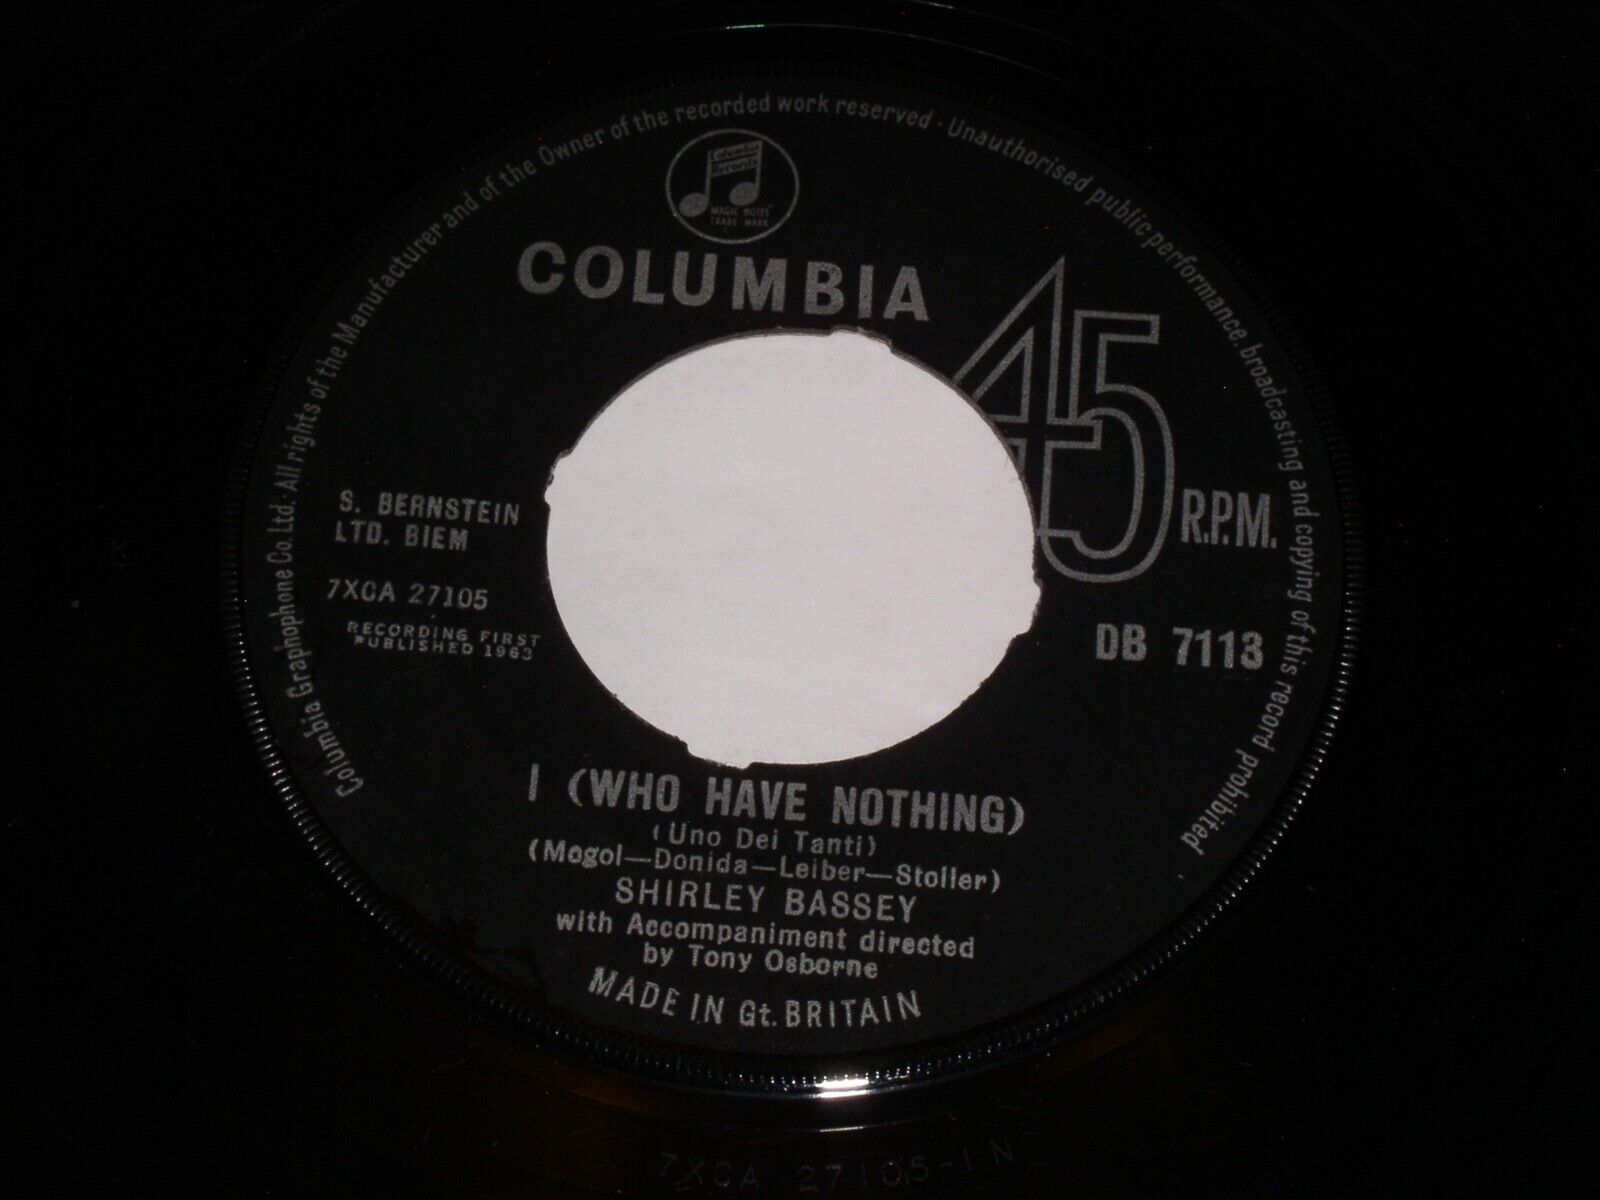 Columbia Graphophone Co. Ltd. · All rights of the Manufacturer and of the Owner of the recorded work reserved · Unauthorised public performance, broadcasting and copying of this record prohibited
Columbia
Records
MAGIC NOTES
TRADE MARK
COLUMBIA
45
R.P.M.
S. BERNSTEIN
LTD. BIEM
7XCA 27105
RECORDING FIRST
PUBLISHED 1963
DB 7113
I (WHO HAVE NOTHING)
(Uno Dei Tanti)
(Mogol—Donida—Leiber—Stoller)
SHIRLEY BASSEY
with Accompaniment directed
by Tony Osborne
MADE IN Gt. BRITAIN
7XCA 27105-1N
K